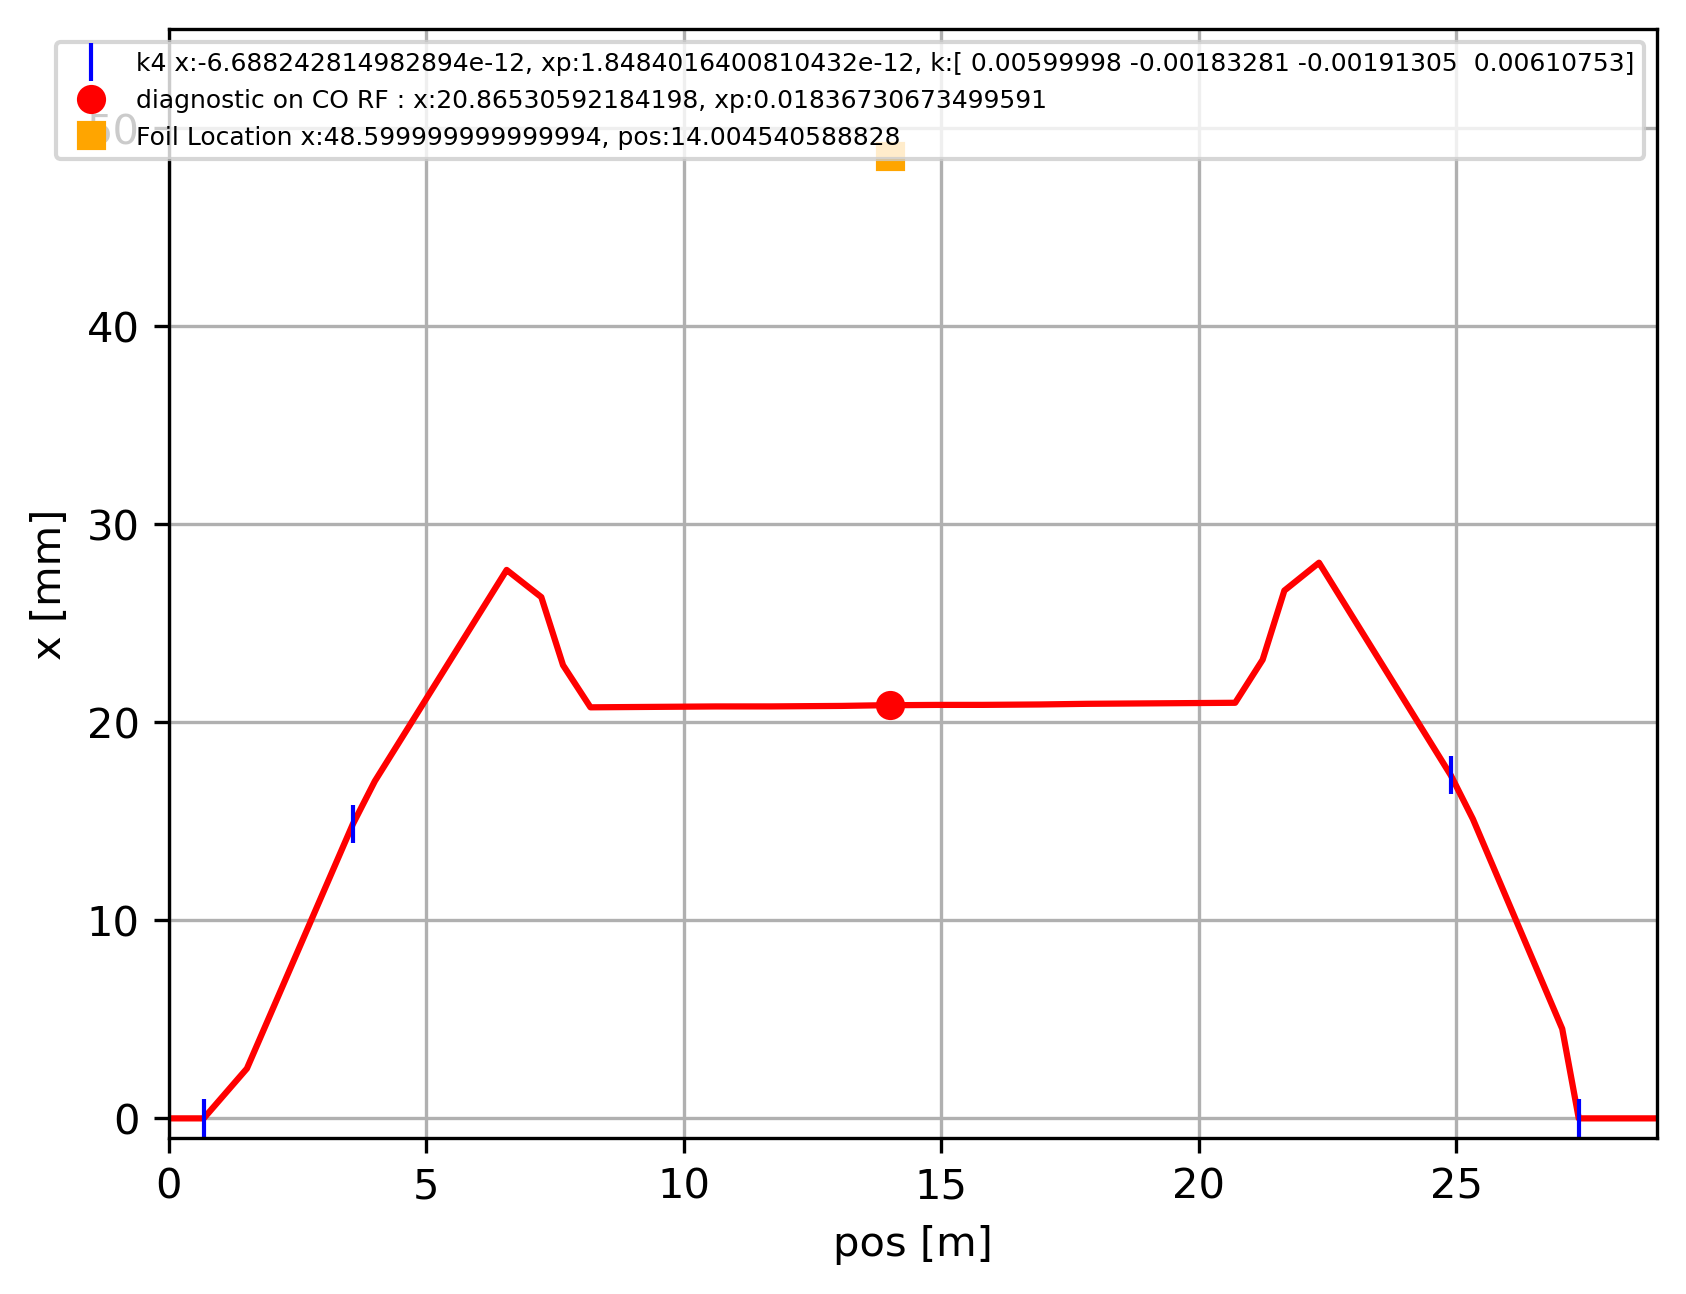 k4 x:-6.688242814982894e-12, xp:1.8484016400810432e-12, k:[ 0.00599998 -0.00183281 -0.00191305  0.00610753]
diagnostic on CO RF : x:20.86530592184198, xp:0.01836730673499591
50
Foil Location x:48.599999999999994, pos:14.004540588828
40
30
20
10
0
x [mm]
0 5 10 15 20 25
pos [m]